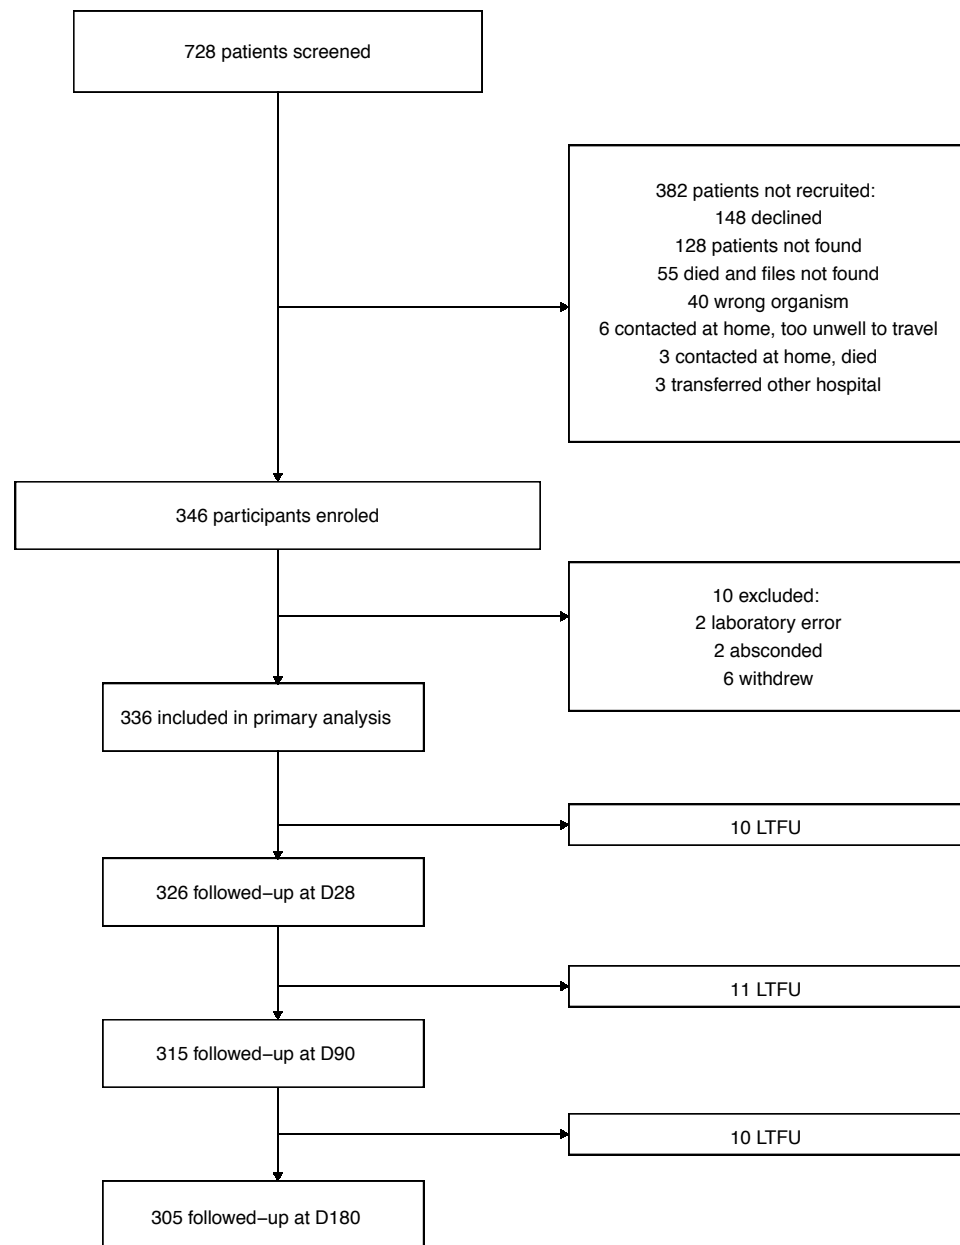 728 patients screened
382 patients not recruited:
148 declined
128 patients not found
55 died and files not found
40 wrong organism
6 contacted at home, too unwell to travel
3 contacted at home, died
3 transferred other hospital
346 participants enroled
10 excluded:
2 laboratory error
2 absconded
6 withdrew
336 included in primary analysis
10 LTFU
326 followed−up at D28
11 LTFU
315 followed−up at D90
10 LTFU
305 followed−up at D180